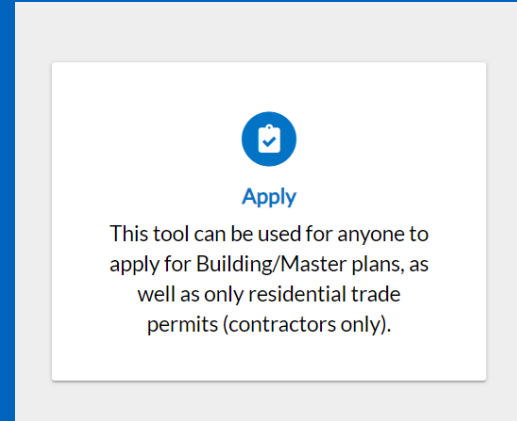 Apply
This tool can be used for anyone to
apply for Building/Master plans, as
well as only residential trade
permits (contractors only).